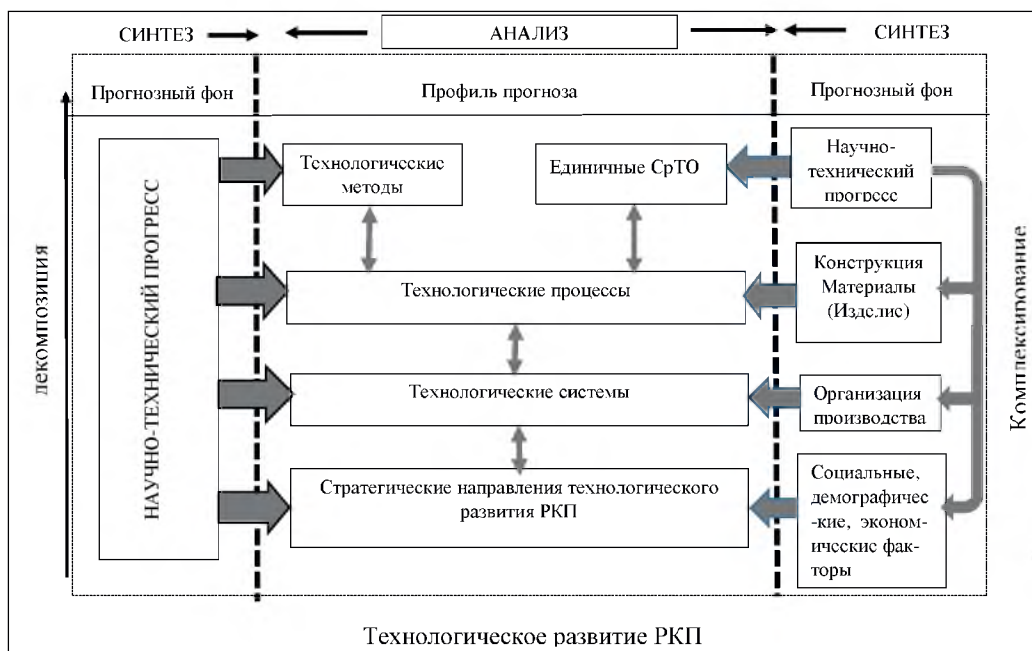 СИНТЕЗ
АНАЛИЗ
СИНТЕЗ
Прогнозный фон
Профиль прогноза
Прогнозный фон
декомпозиция
НАУЧНО-ТЕХНИЧЕСКИЙ ПРОГРЕСС
Технологические
методы
Единичные СрТО
Научно-
технический
прогресс
Технологические процессы
Конструкция
Материалы
(Изделие)
Технологические системы
Организация
производства
Стратегические направления технологического
развития РКП
Социальные,
демографичес-
-кие, эконом-
ические фак-
торы
Комплексирование
Технологическое развитие РКП